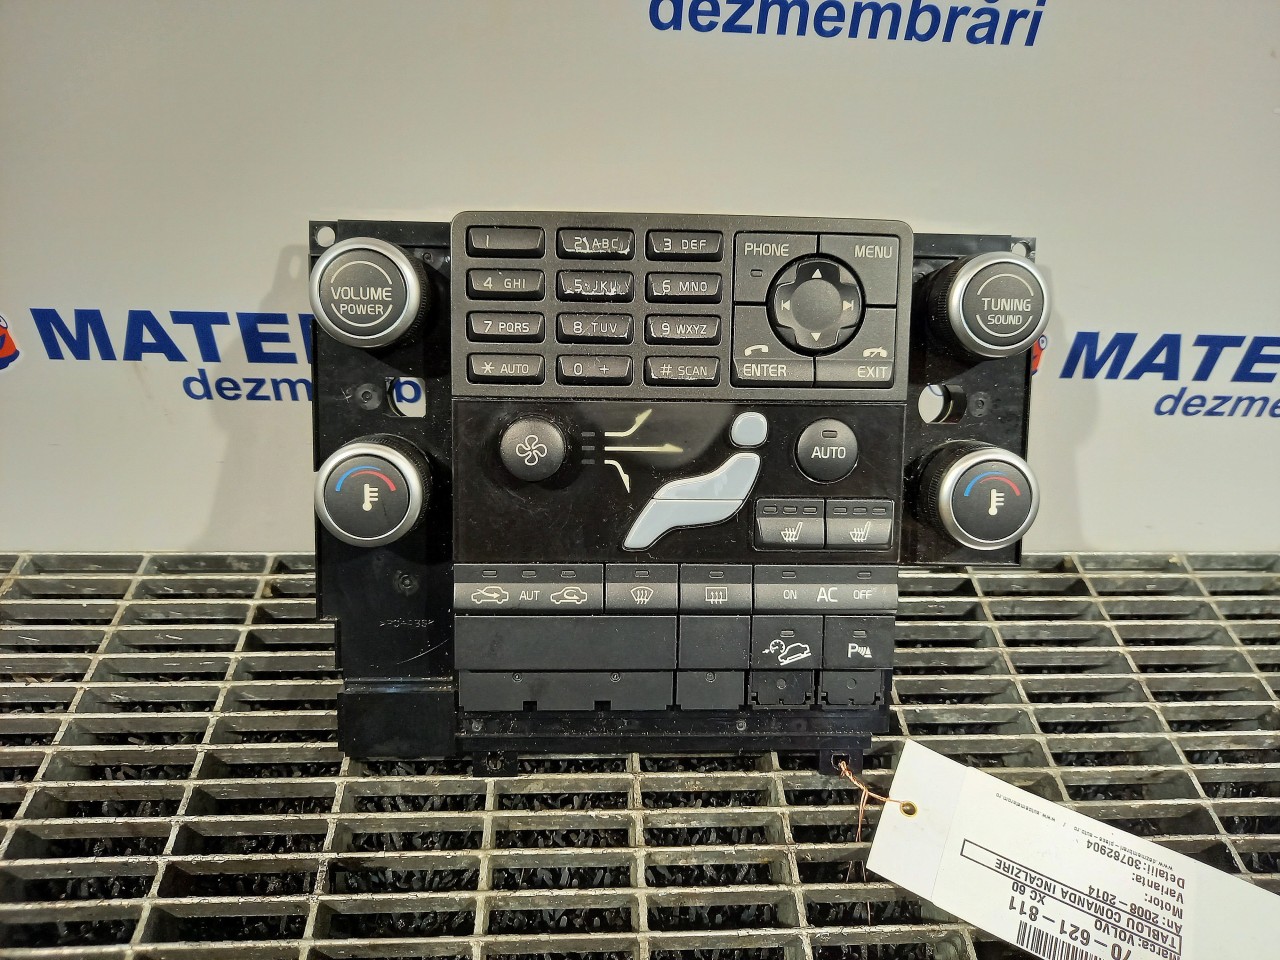 dezmembrări
MATE
dezmemb
MATE
dezmembr
VOLUME
POWER
1
2 ABC
3 DEF
4 GHI
5 JKL
6 MNO
7 PQRS
8 TUV
9 WXYZ
* AUTO
0 +
# SCAN
PHONE
MENU
ENTER
EXIT
TUNING
SOUND
AUTO
AUT
ON AC OFF
P
70-621-811
Marca: VOLVO XC 60
TABLOU COMANDA INCALZIRE
An: 2008-2014
Motor:
Varianta:
Detalii: 30782904